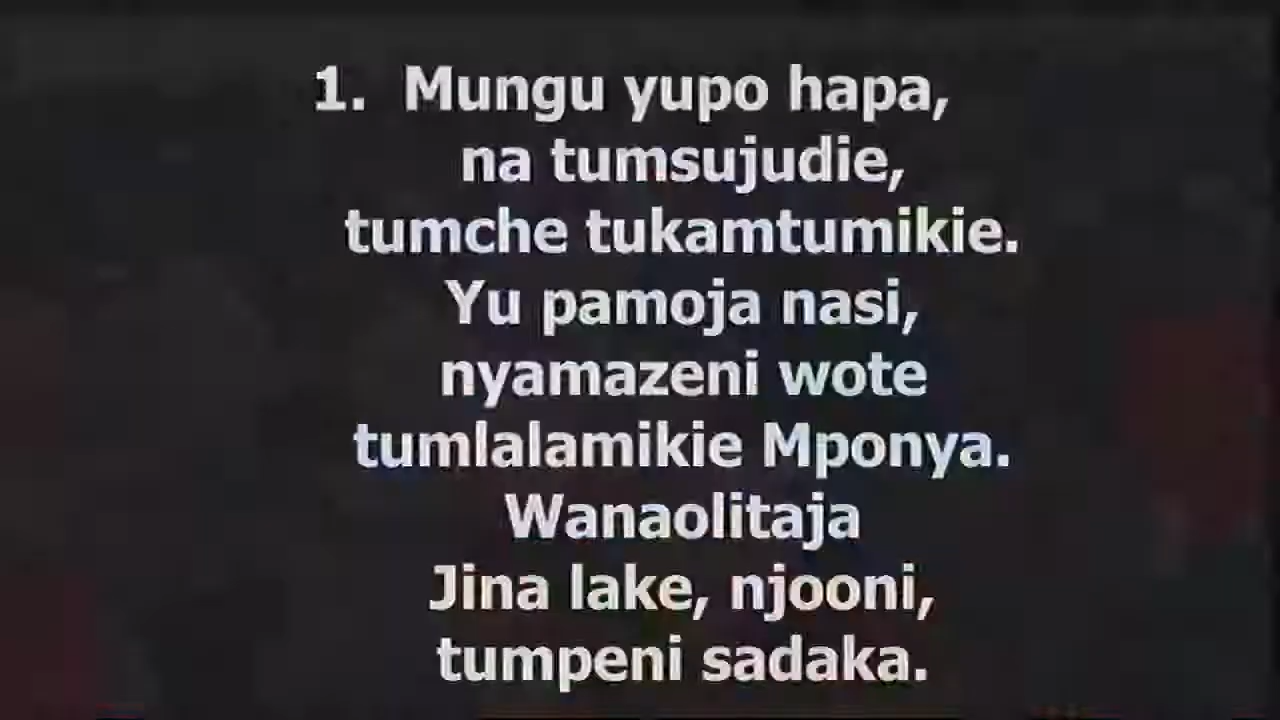 1. Mungu yupo hapa,
na tumsujudie,
tumche tukamtumikie.
Yu pamoja nasi,
nyamazeni wote
tumlalamikie Mponya.
Wanaolitaja
Jina lake, njooni,
tumpeni sadaka.